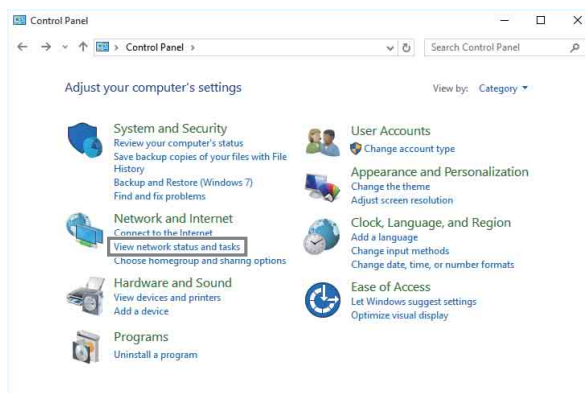 Control Panel
Control Panel
Search Control Panel
Adjust your computer's settings
View by: Category
System and Security
Review your computer's status
Save backup copies of your files with File
History
Backup and Restore (Windows 7)
Find and fix problems
Network and Internet
Connect to the Internet
View network status and tasks
Choose homegroup and sharing options
Hardware and Sound
View devices and printers
Add a device
Programs
Uninstall a program
User Accounts
Change account type
Appearance and Personalization
Change the theme
Adjust screen resolution
Clock, Language, and Region
Add a language
Change input methods
Change date, time, or number formats
Ease of Access
Let Windows suggest settings
Optimize visual display